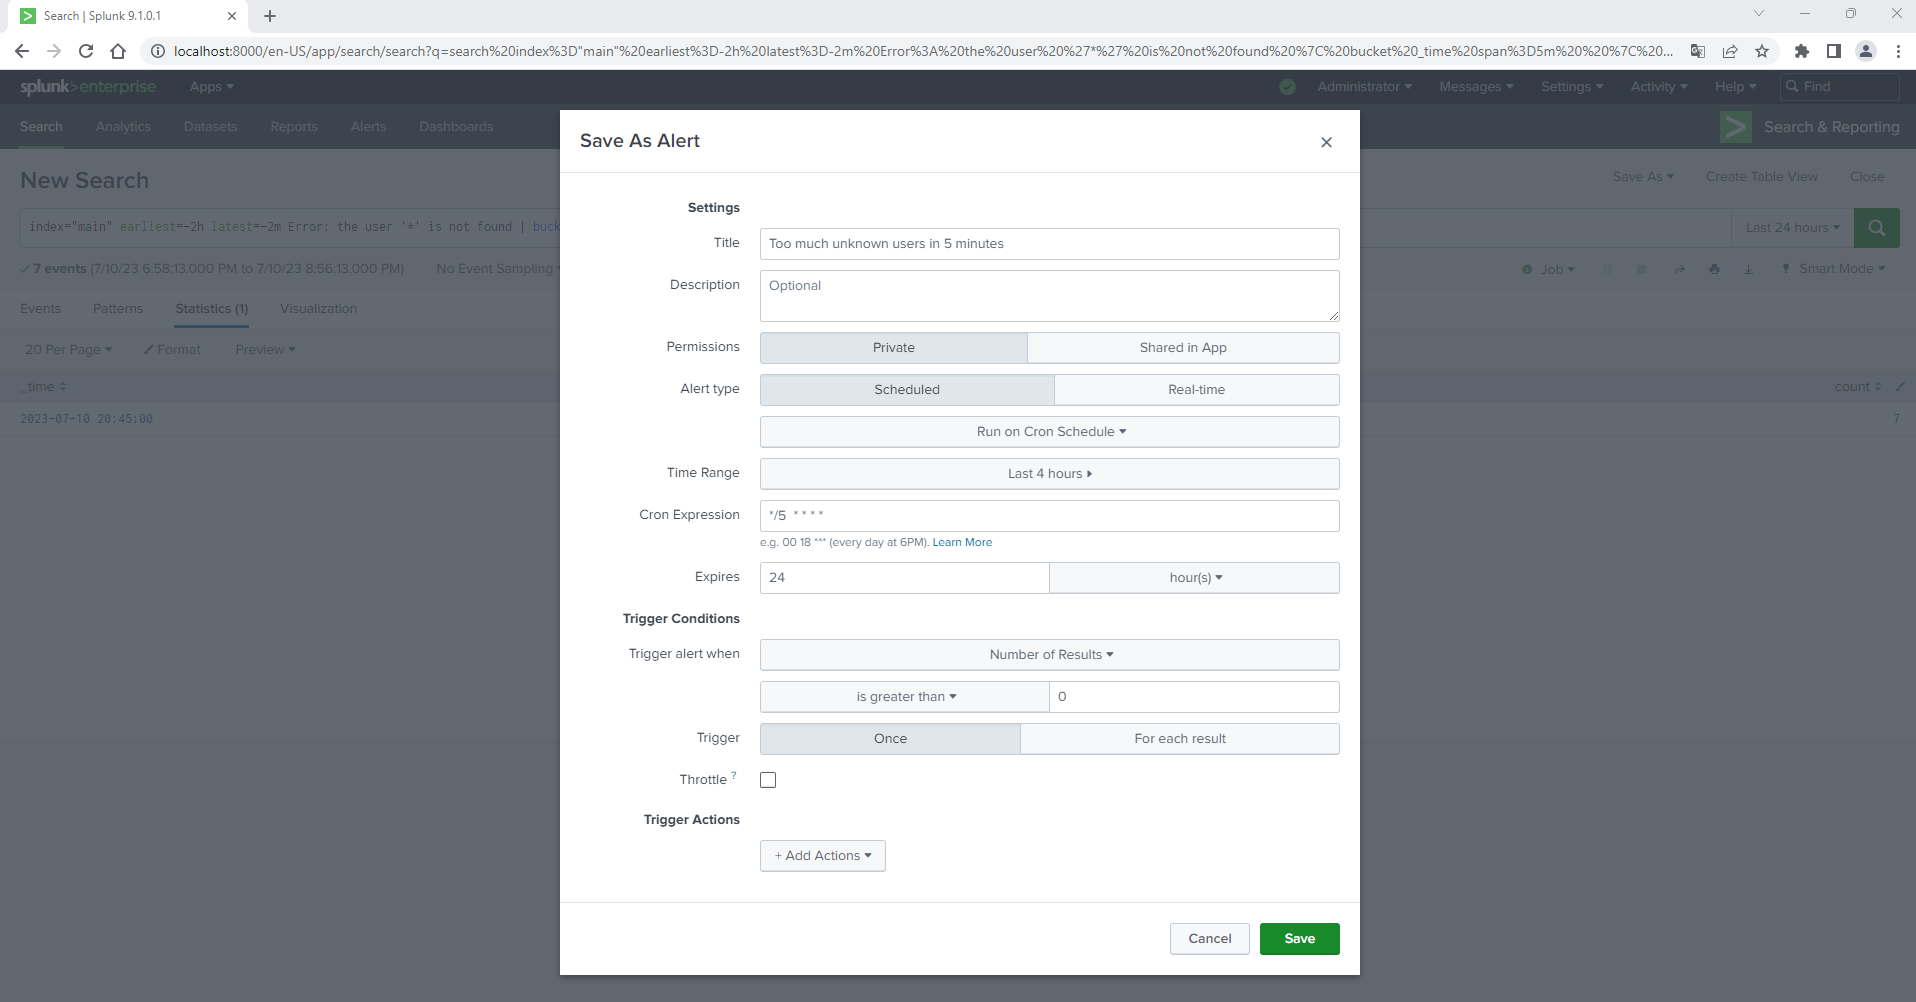 Search | Splunk 9.1.0.1
localhost:8000/en-US/app/search/search?q=search%20index%3D"main"%20earliest%3D-2h%20latest%3D-2m%20Error%3A%20the%20user%20%27*%27%20is%20not%20found%20%7C%20bucket%20_time%20span%3D5m%20%20%7C%20...
splunk>enterprise Apps Administrator Messages Settings Activity Help Find
Search Analytics Datasets Reports Alerts Dashboards Search & Reporting
New Search Save As Create Table View Close
index="main" earliest=-2h latest=-2m Error: the user '*' is not found | buck Last 24 hours
7 events (7/10/23 6:58:13.000 PM to 7/10/23 8:56:13.000 PM) No Event Sampling Job Smart Mode
Events Patterns Statistics (1) Visualization
20 Per Page Format Preview
_time count
2023-07-10 20:45:00 7
Save As Alert
Settings
Title Too much unknown users in 5 minutes
Description Optional
Permissions Private Shared in App
Alert type Scheduled Real-time
Run on Cron Schedule
Time Range Last 4 hours
Cron Expression */5 * * * *
e.g. 00 18 *** (every day at 6PM). Learn More
Expires 24 hour(s)
Trigger Conditions
Trigger alert when Number of Results
is greater than 0
Trigger Once For each result
Throttle ?
Trigger Actions
+ Add Actions
Cancel Save